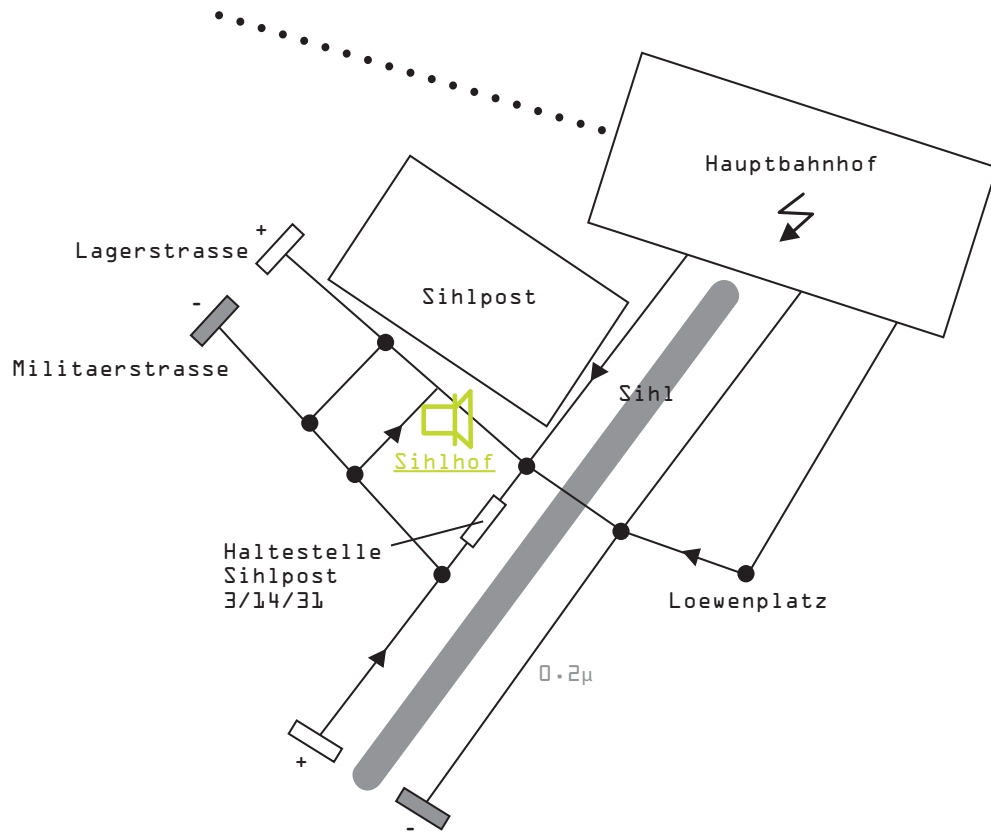 Hauptbahnhof
+
Lagerstrasse
Sihlpost
-
Militaerstrasse
Sihl
Sihlhof
Haltestelle
Sihlpost
3/14/31
Loewenplatz
0.2µ
+
-